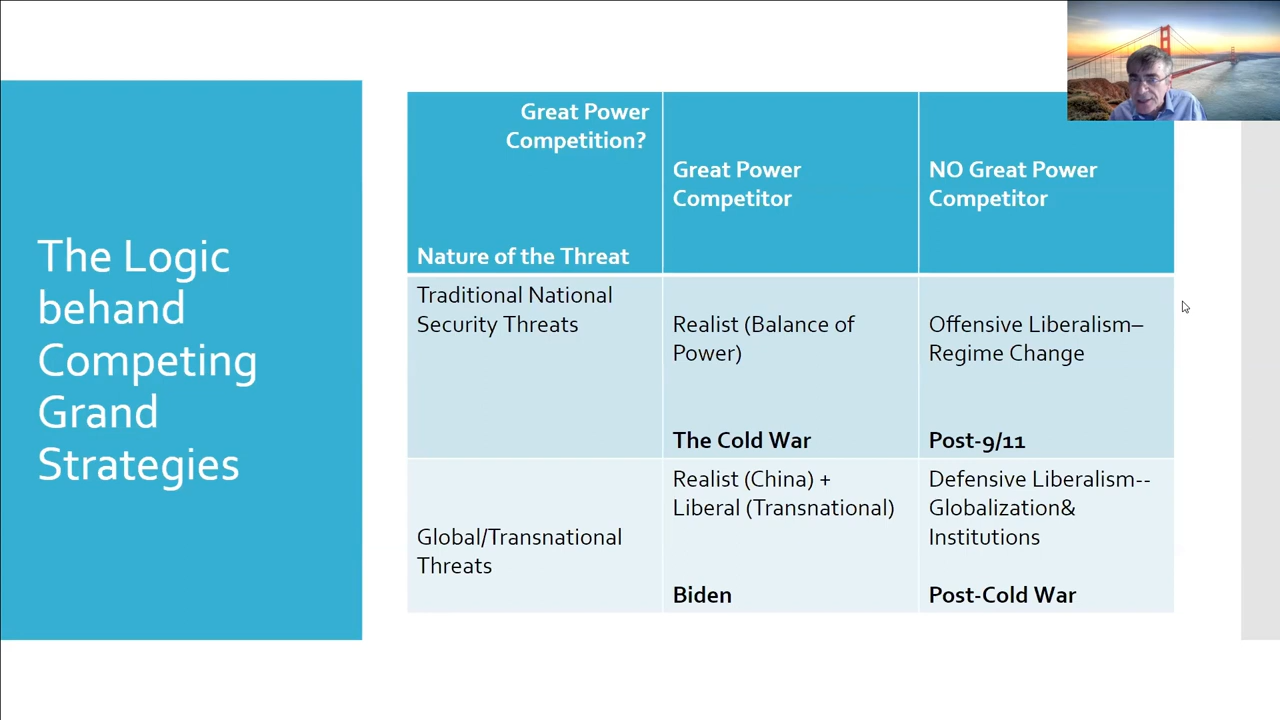 The Logic
behand
Competing
Grand
Strategies
Great Power
Competition?
Nature of the Threat
Great Power
Competitor
NO Great Power
Competitor
Traditional National
Security Threats
Realist (Balance of
Power)
The Cold War
Offensive Liberalism–
Regime Change
Post-9/11
Global/Transnational
Threats
Realist (China) +
Liberal (Transnational)
Biden
Defensive Liberalism--
Globalization&
Institutions
Post-Cold War